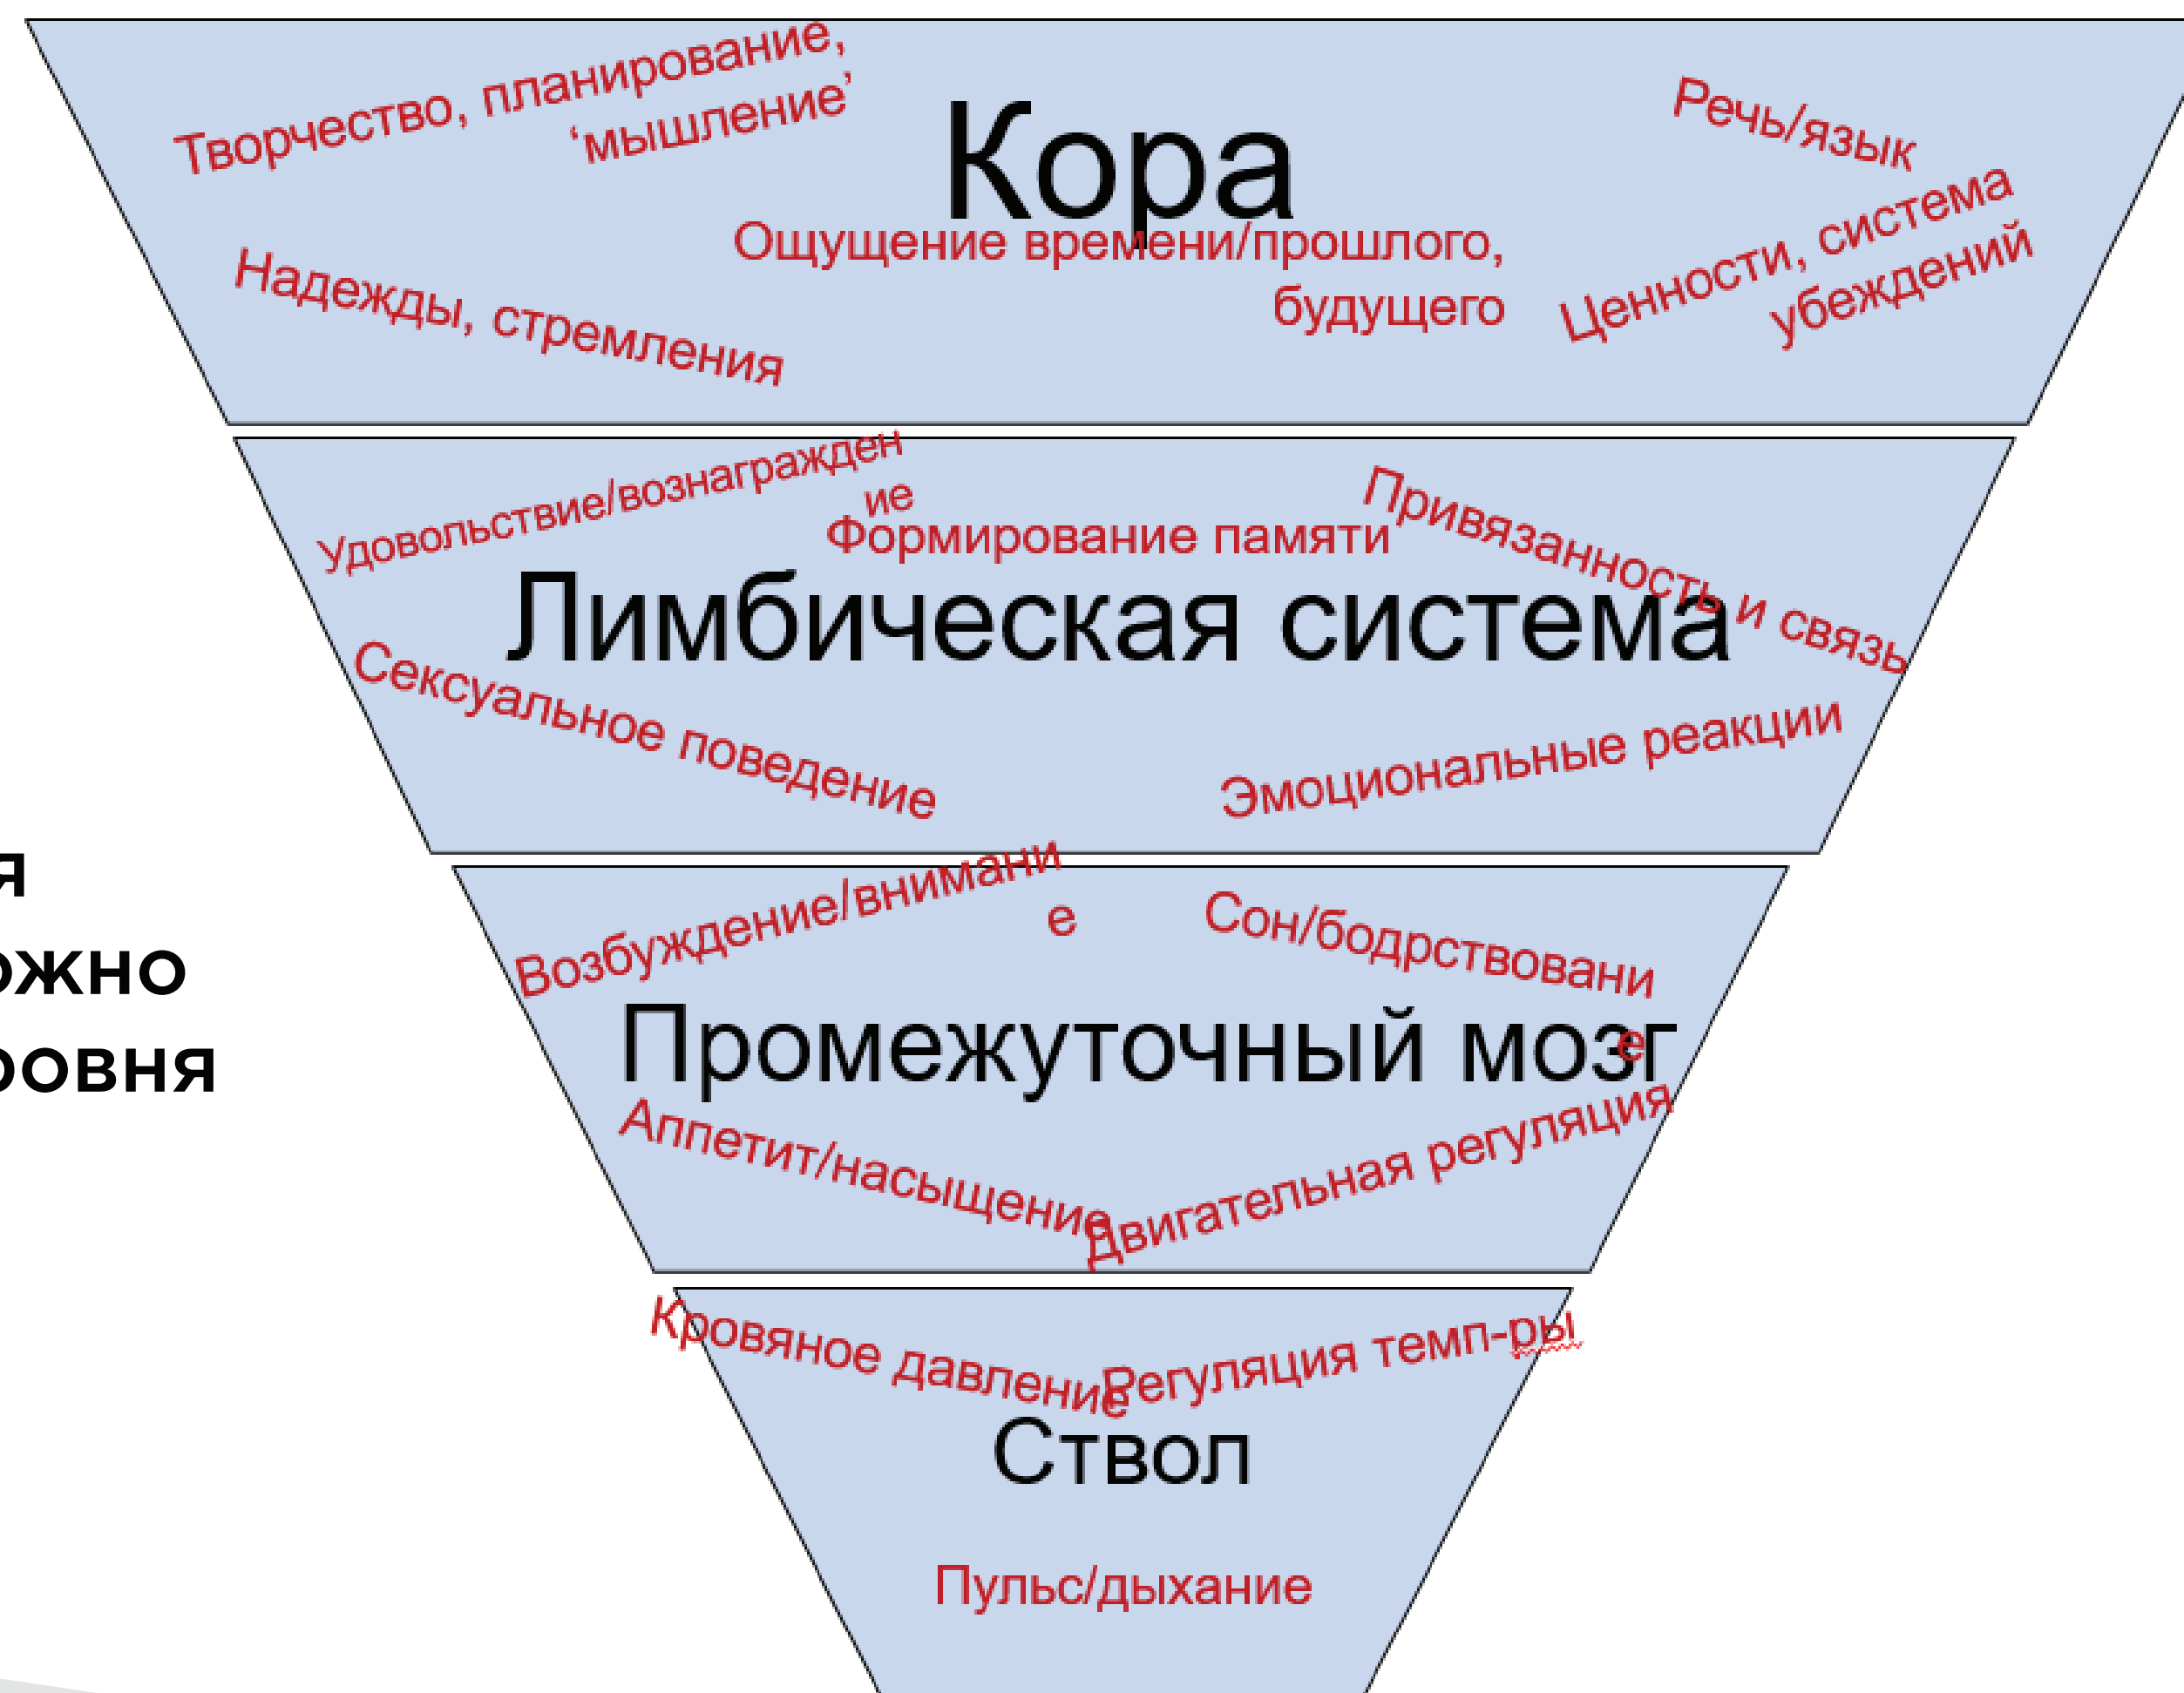 Творчество, планирование,
‘мышление’
Кора
Речь/язык
Ощущение времени/прошлого,
будущего
Ценности, система
убеждений
Надежды, стремления
Удовольствие/вознагражден
ие
Формирование памяти
Привязанность и связь
Лимбическая система
Сексуальное поведение
Эмоциональные реакции
Возбуждение/внимани
е
Сон/бодрствовани
е
Промежуточный мозг
Аппетит/насыщение
Двигательная регуляция
Кровяное давление
Регуляция темп-ры
Ствол
Пульс/дыхание
я
ожно
ровня